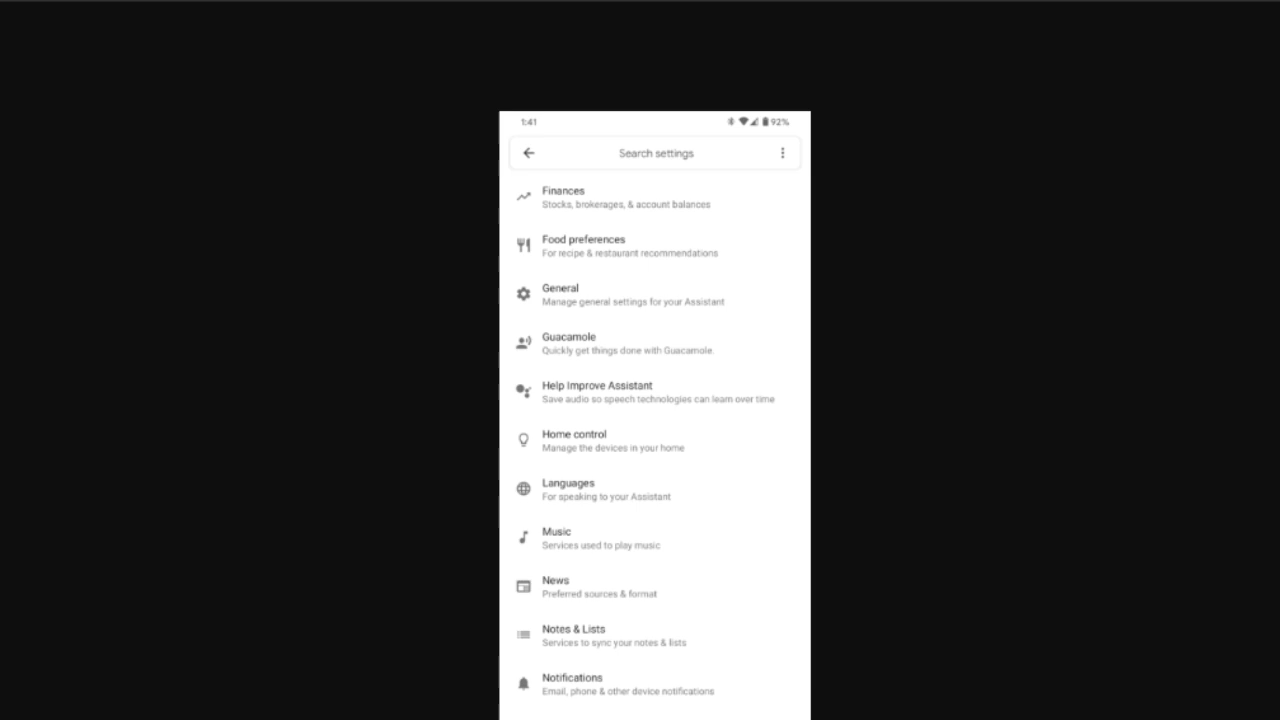 1:41 92%
Search settings
Finances
Stocks, brokerages, & account balances
Food preferences
For recipe & restaurant recommendations
General
Manage general settings for your Assistant
Guacamole
Quickly get things done with Guacamole.
Help Improve Assistant
Save audio so speech technologies can learn over time
Home control
Manage the devices in your home
Languages
For speaking to your Assistant
Music
Services used to play music
News
Preferred sources & format
Notes & Lists
Services to sync your notes & lists
Notifications
Email, phone & other device notifications